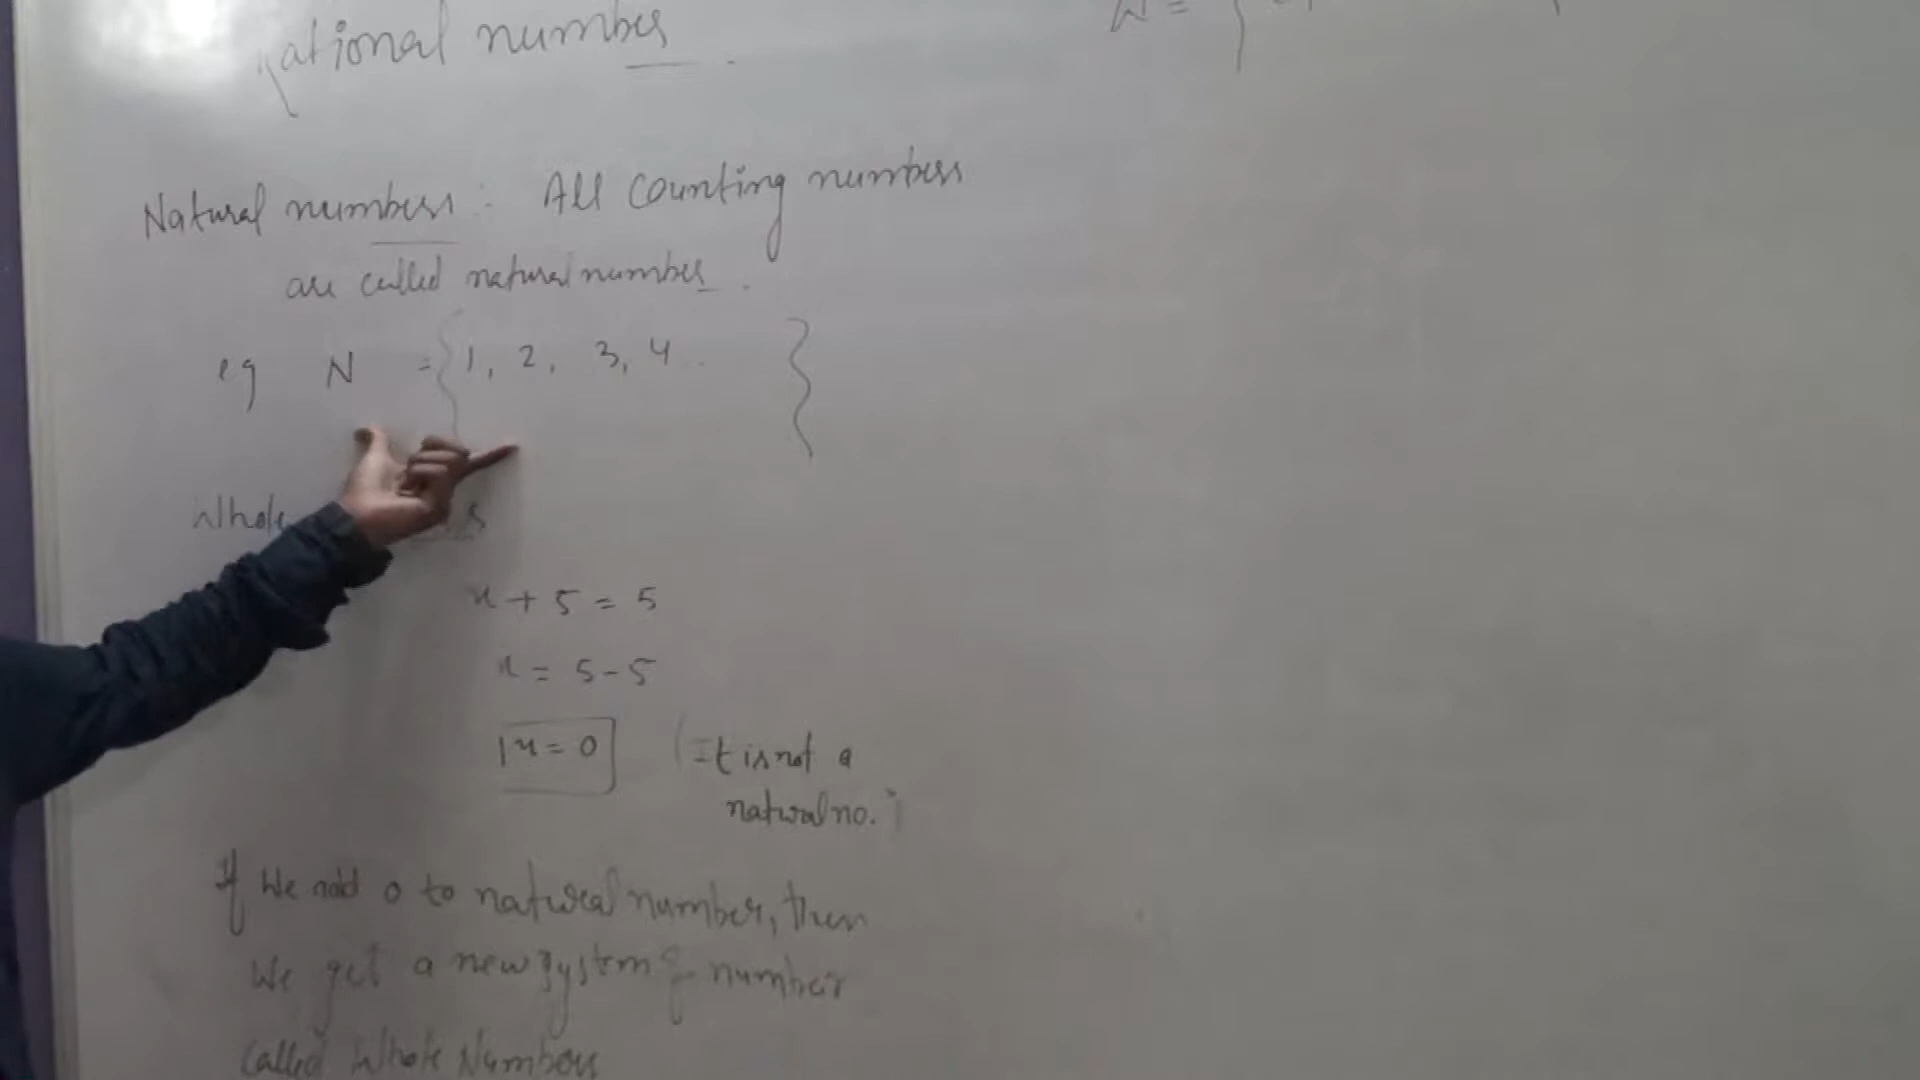 rational number.
W = {
Natural numbers: All counting numbers
are called natural number.
eg N = {1, 2, 3, 4 .. }
Whole s
x + 5 = 5
x = 5 - 5
x = 0 (It is not a
natural no.)
If We add 0 to natural number, then
We get a new system of number
called Whole Numbers